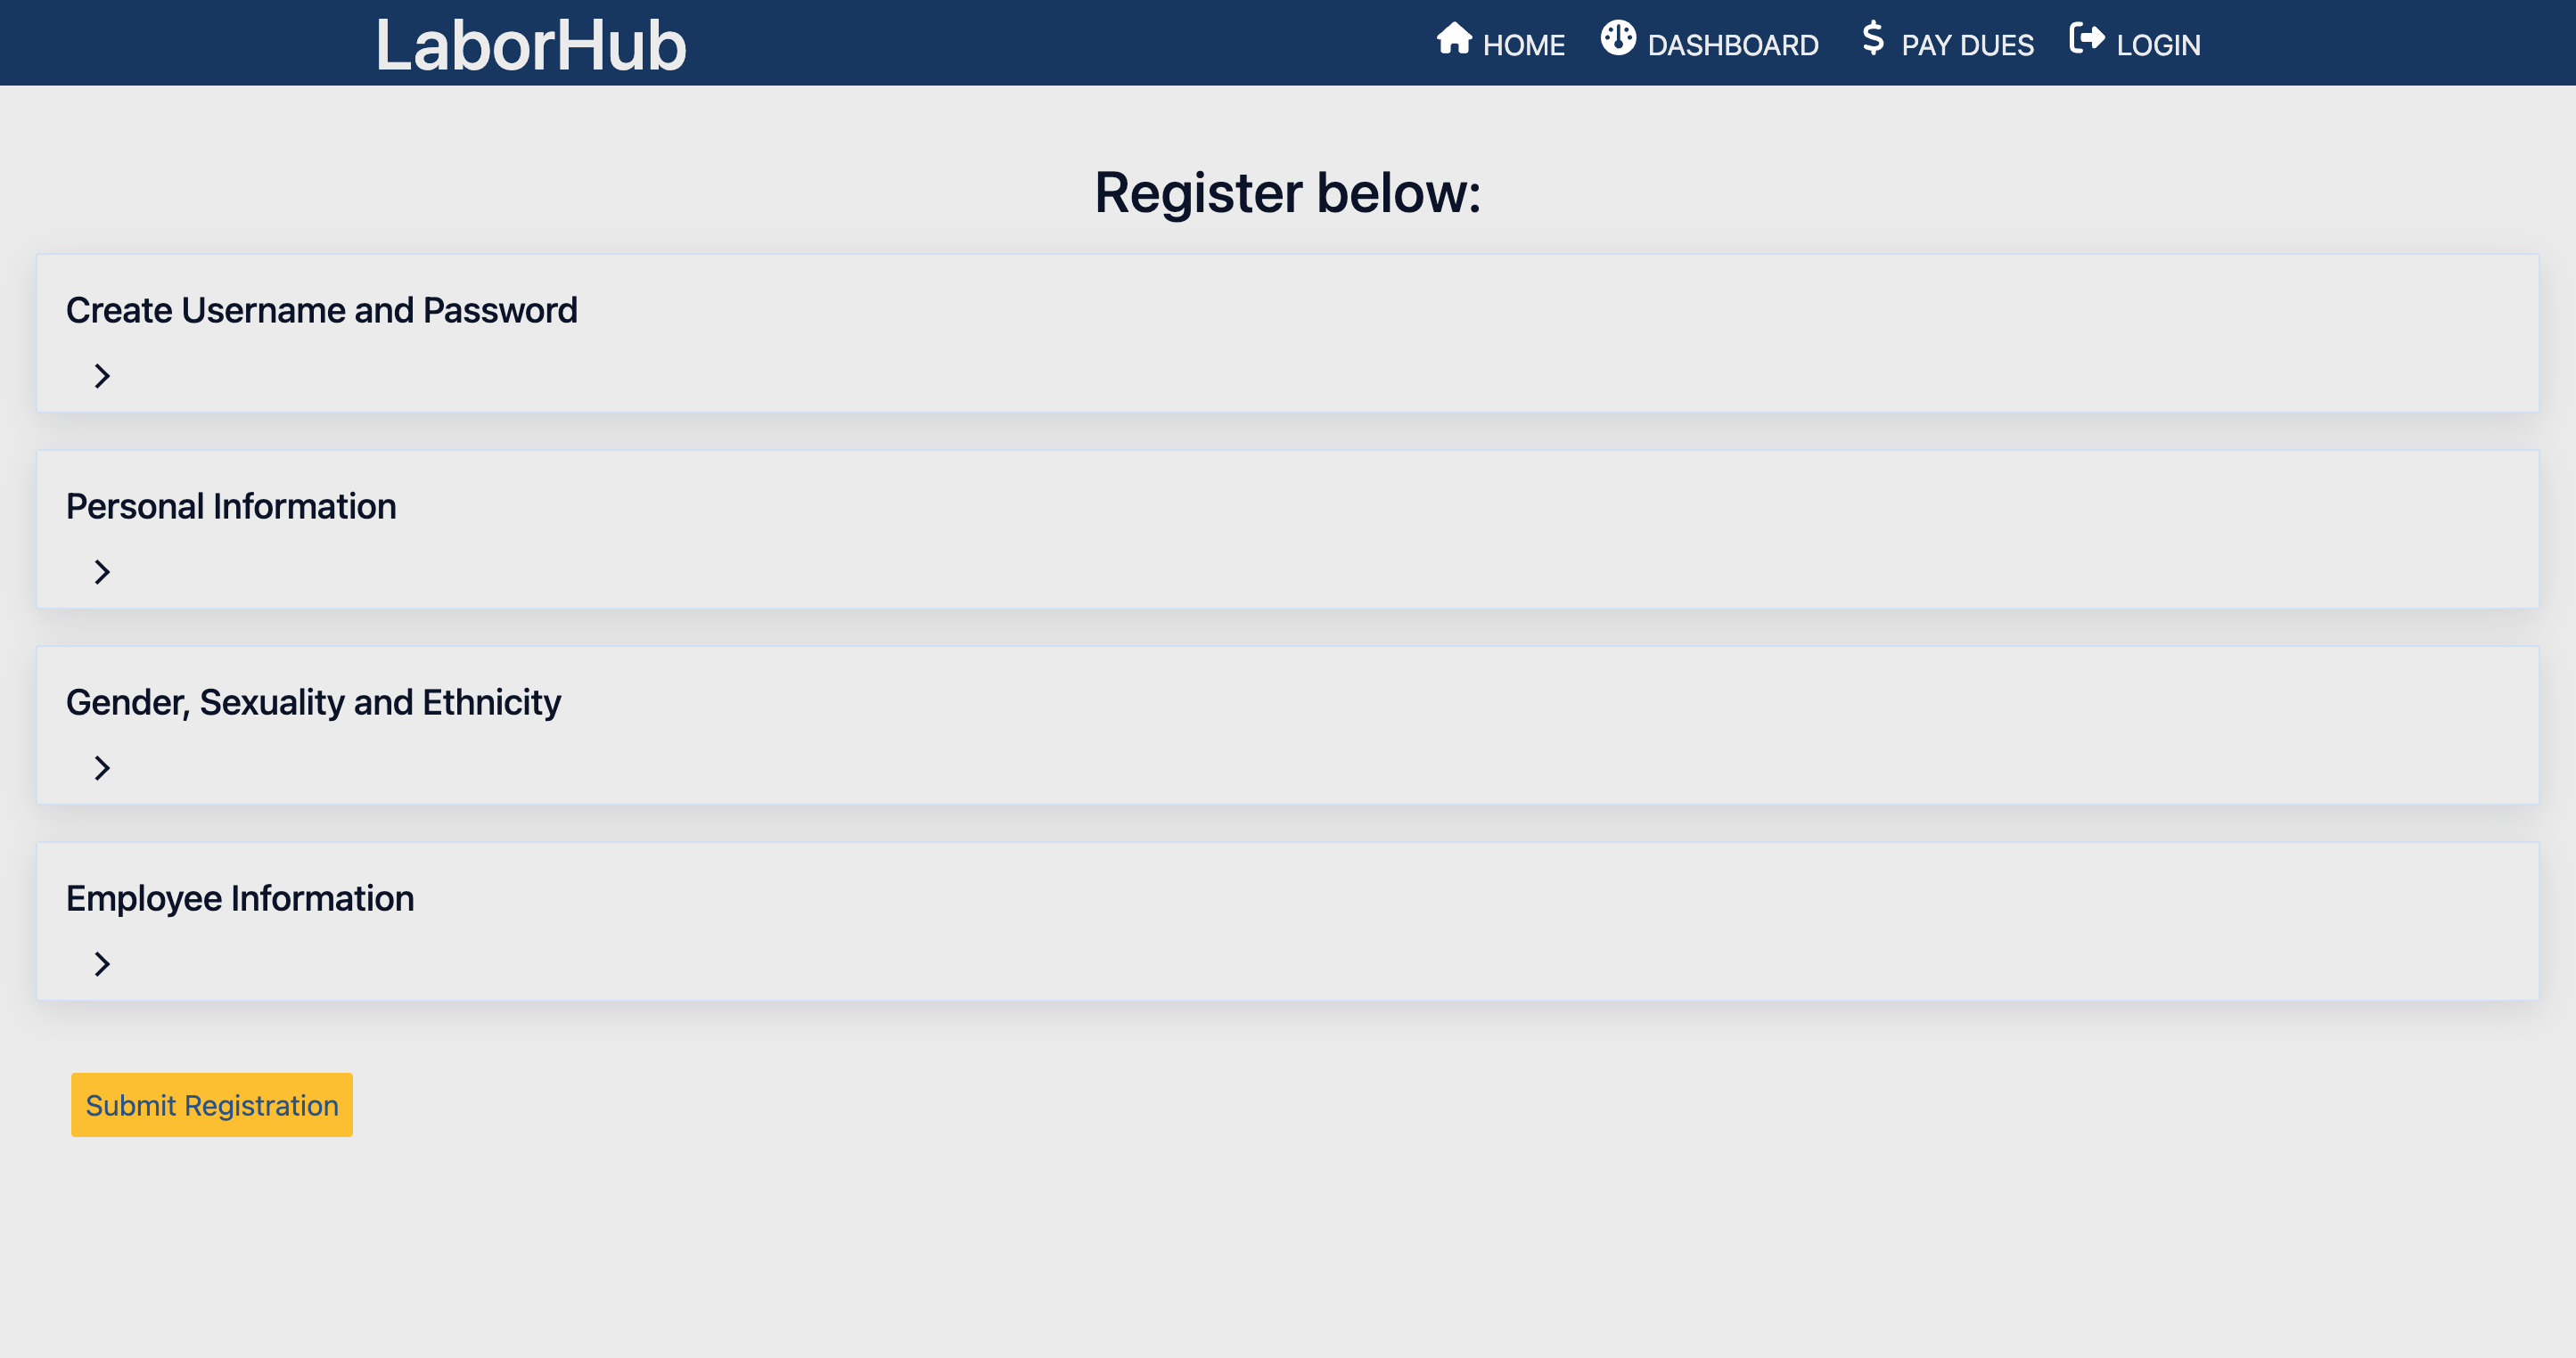 LaborHub
HOME DASHBOARD PAY DUES LOGIN
Register below:
Create Username and Password
Personal Information
Gender, Sexuality and Ethnicity
Employee Information
Submit Registration